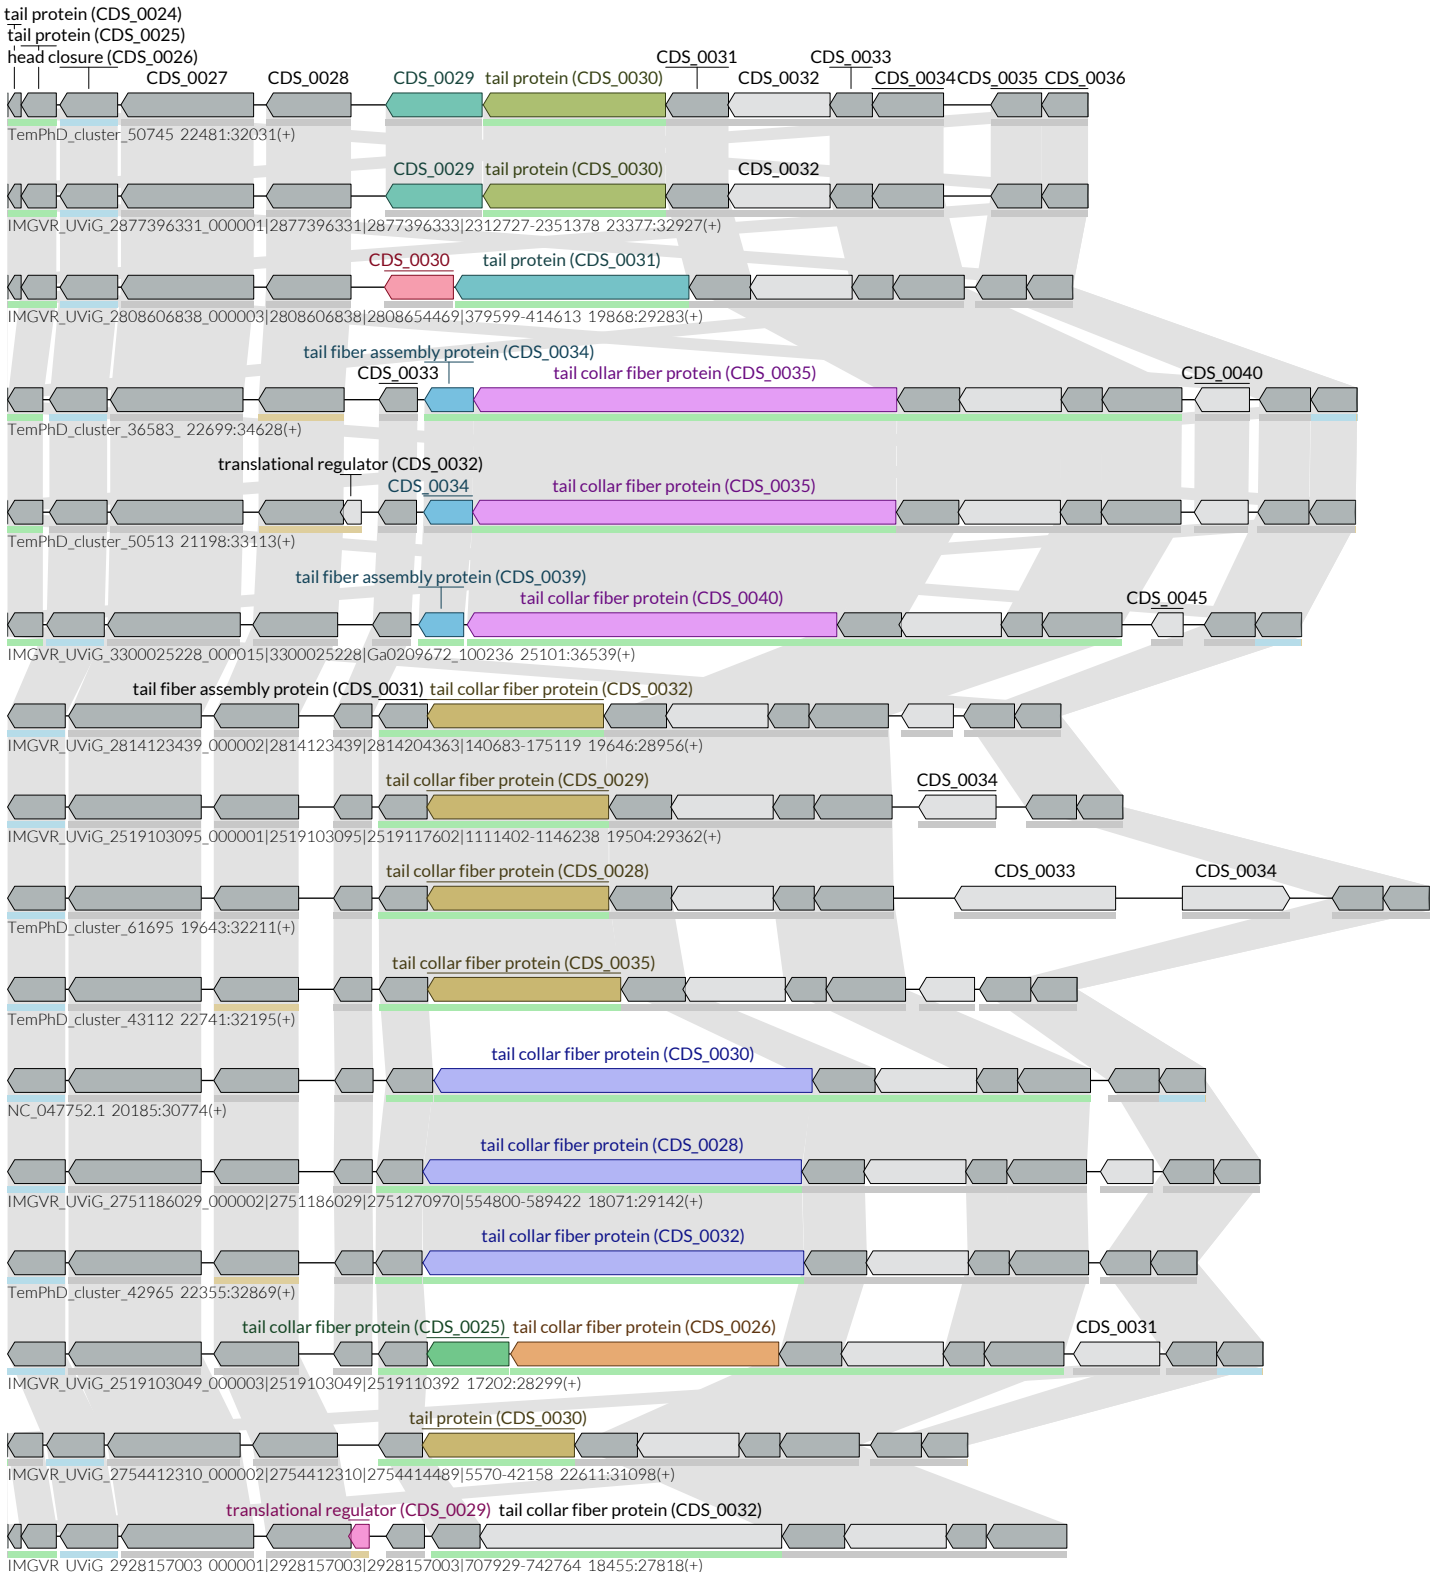 tail protein (CDS_0024)
tail protein (CDS_0025)
head closure (CDS_0026) CDS_0031 CDS_0033
CDS_0027 CDS_0028 CDS_0029 tail protein (CDS_0030) CDS_0032 CDS_0034 CDS_0035 CDS_0036
TemPhD_cluster_50745 22481:32031(+)
CDS_0029 tail protein (CDS_0030) CDS_0032
IMGVR_UViG_2877396331_000001|2877396331|2877396333|2312727-2351378 23377:32927(+)
CDS_0030 tail protein (CDS_0031)
IMGVR_UViG_2808606838_000003|2808606838|2808654469|379599-414613 19868:29283(+)
tail fiber assembly protein (CDS_0034)
CDS_0033 tail collar fiber protein (CDS_0035) CDS_0040
TemPhD_cluster_36583_ 22699:34628(+)
translational regulator (CDS_0032)
CDS_0034 tail collar fiber protein (CDS_0035)
TemPhD_cluster_50513 21198:33113(+)
tail fiber assembly protein (CDS_0039)
tail collar fiber protein (CDS_0040) CDS_0045
IMGVR_UViG_3300025228_000015|3300025228|Ga0209672_100236 25101:36539(+)
tail fiber assembly protein (CDS_0031) tail collar fiber protein (CDS_0032)
IMGVR_UViG_2814123439_000002|2814123439|2814204363|140683-175119 19646:28956(+)
tail collar fiber protein (CDS_0029) CDS_0034
IMGVR_UViG_2519103095_000001|2519103095|2519117602|1111402-1146238 19504:29362(+)
tail collar fiber protein (CDS_0028) CDS_0033 CDS_0034
TemPhD_cluster_61695 19643:32211(+)
tail collar fiber protein (CDS_0035)
TemPhD_cluster_43112 22741:32195(+)
tail collar fiber protein (CDS_0030)
NC_047752.1 20185:30774(+)
tail collar fiber protein (CDS_0028)
IMGVR_UViG_2751186029_000002|2751186029|2751270970|554800-589422 18071:29142(+)
tail collar fiber protein (CDS_0032)
TemPhD_cluster_42965 22355:32869(+)
tail collar fiber protein (CDS_0025) tail collar fiber protein (CDS_0026) CDS_0031
IMGVR_UViG_2519103049_000003|2519103049|2519110392 17202:28299(+)
tail protein (CDS_0030)
IMGVR_UViG_2754412310_000002|2754412310|2754414489|5570-42158 22611:31098(+)
translational regulator (CDS_0029) tail collar fiber protein (CDS_0032)
IMGVR_UViG_2928157003_000001|2928157003|2928157003|707929-742764 18455:27818(+)